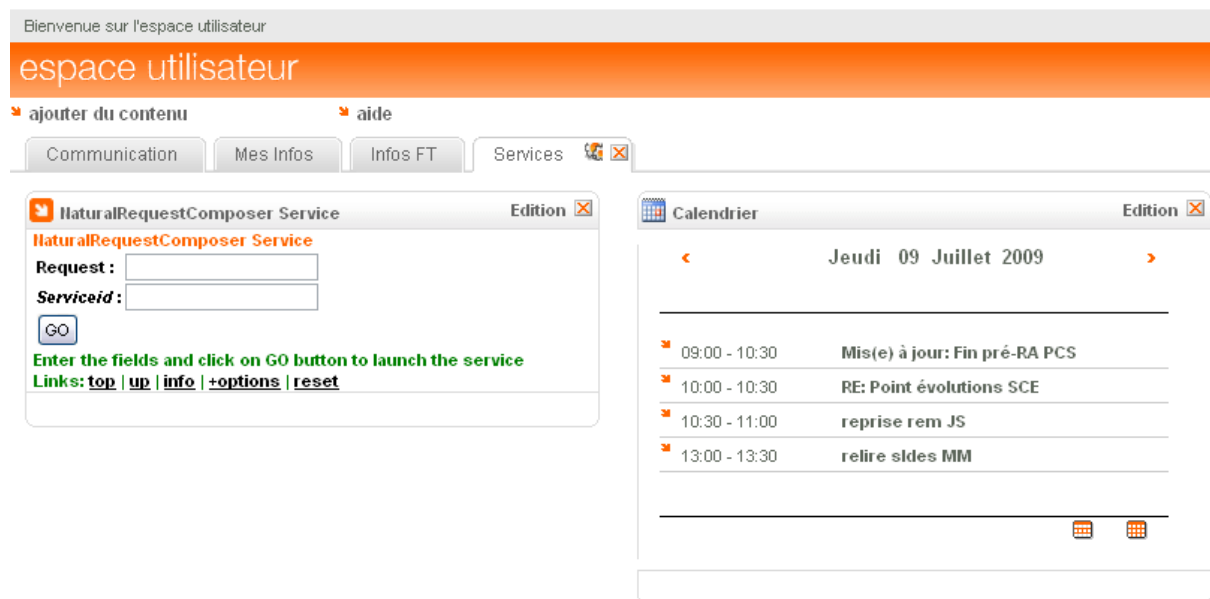 Bienvenue sur l'espace utilisateur
espace utilisateur
ajouter du contenu aide
Communication Mes Infos Infos FT Services
NaturalRequestComposer Service Edition
NaturalRequestComposer Service
Request :
Serviceid :
GO
Enter the fields and click on GO button to launch the service
Links: top | up | info | +options | reset
Calendrier Edition
Jeudi 09 Juillet 2009
09:00 - 10:30 Mis(e) à jour: Fin pré-RA PCS
10:00 - 10:30 RE: Point évolutions SCE
10:30 - 11:00 reprise rem JS
13:00 - 13:30 relire sldes MM